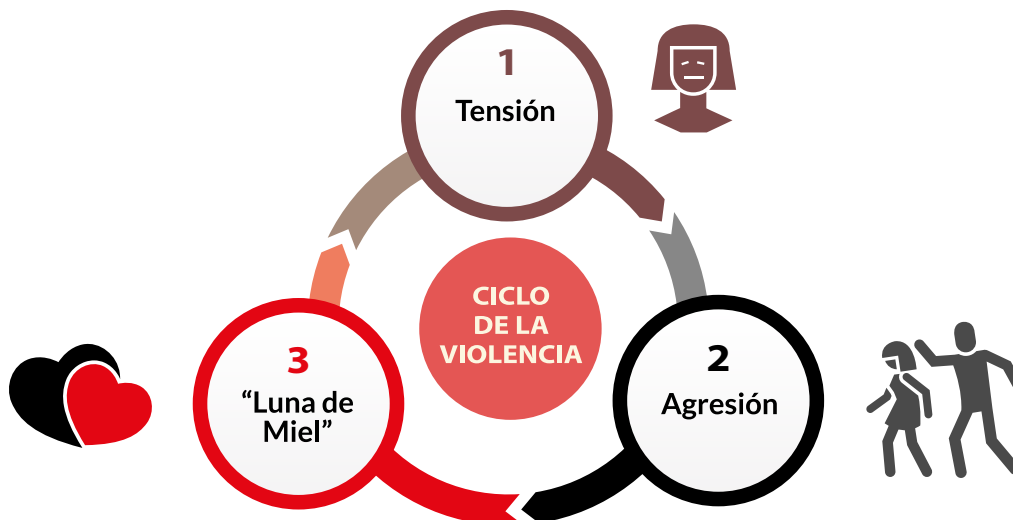 1
Tensión
CICLO
DE LA
VIOLENCIA
2
Agresión
3
“Luna de
Miel”